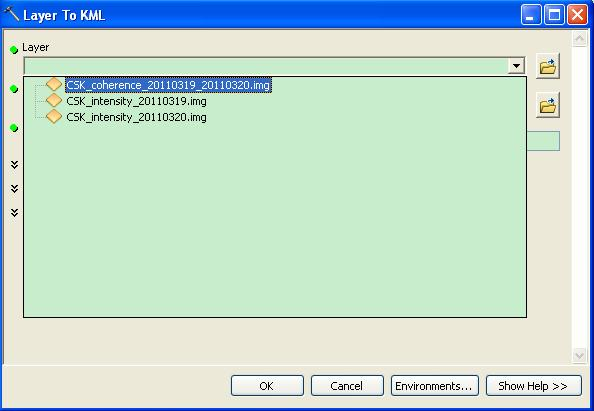 Layer To KML
Layer
CSK_coherence_20110319_20110320.img
CSK_intensity_20110319.img
CSK_intensity_20110320.img
OK
Cancel
Environments...
Show Help >>